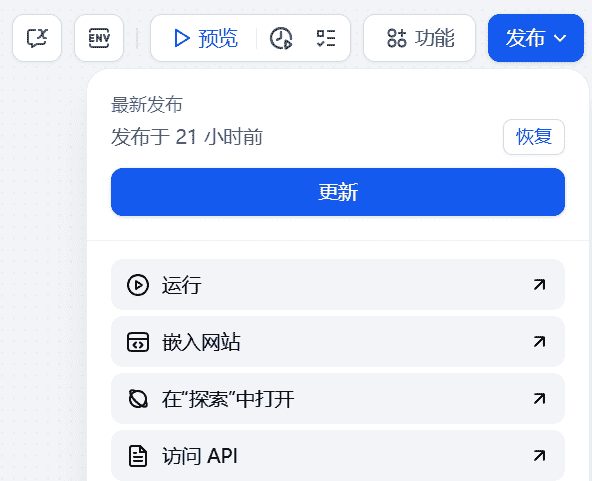 ENV 预览 功能 发布
最新发布
发布于 21 小时前 恢复
更新
运行
嵌入网站
在“探索”中打开
访问 API